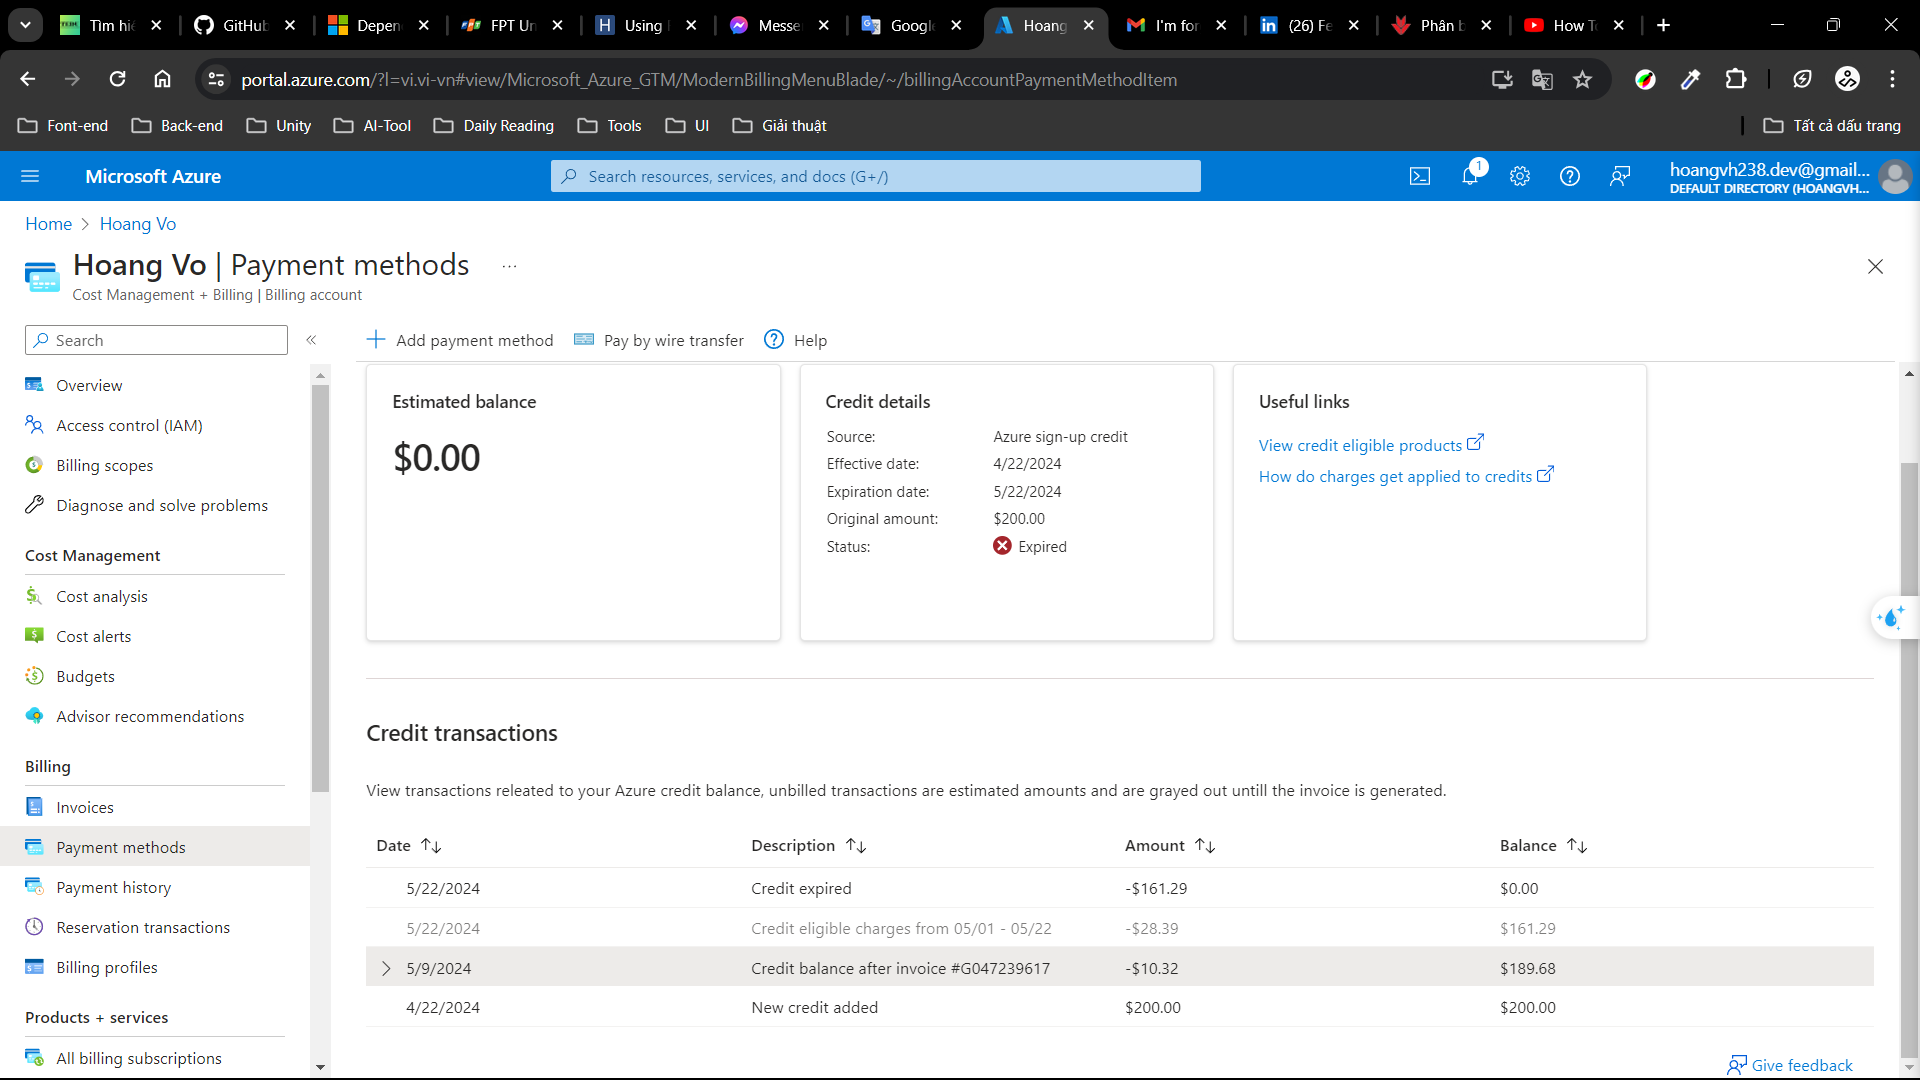 Tìm hiể
GitHub
Depen
FPT Un
Using
Messe
Google
Hoang
I'm for
(26) Fe
Phân b
How To
portal.azure.com/?l=vi.vi-vn#view/Microsoft_Azure_GTM/ModernBillingMenuBlade/~/billingAccountPaymentMethodItem
Font-end
Back-end
Unity
AI-Tool
Daily Reading
Tools
UI
Giải thuật
Tất cả dấu trang
Microsoft Azure
Search resources, services, and docs (G+/)
1
hoangvh238.dev@gmail...
DEFAULT DIRECTORY (HOANGVH...
Home > Hoang Vo
Hoang Vo | Payment methods ...
Cost Management + Billing | Billing account
Search
Overview
Access control (IAM)
Billing scopes
Diagnose and solve problems
Cost Management
Cost analysis
Cost alerts
Budgets
Advisor recommendations
Billing
Invoices
Payment methods
Payment history
Reservation transactions
Billing profiles
Products + services
All billing subscriptions
Add payment method
Pay by wire transfer
Help
Estimated balance
$0.00
Credit details
Source: Azure sign-up credit
Effective date: 4/22/2024
Expiration date: 5/22/2024
Original amount: $200.00
Status: Expired
Useful links
View credit eligible products
How do charges get applied to credits
Credit transactions
View transactions releated to your Azure credit balance, unbilled transactions are estimated amounts and are grayed out untill the invoice is generated.
Date Description Amount Balance
5/22/2024 Credit expired -$161.29 $0.00
5/22/2024 Credit eligible charges from 05/01 - 05/22 -$28.39 $161.29
5/9/2024 Credit balance after invoice #G047239617 -$10.32 $189.68
4/22/2024 New credit added $200.00 $200.00
Give feedback